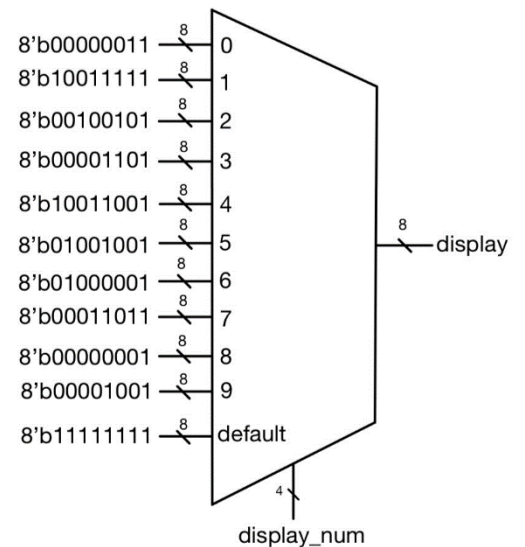 8
8'b00000011 0
8
8'b10011111 1
8
8'b00100101 2
8
8'b00001101 3
8
8'b10011001 4
8
8'b01001001 5
8
8'b01000001 6
8
8'b00011011 7
8
8'b00000001 8
8
8'b00001001 9
8
8'b11111111 default
8
display
4
display_num